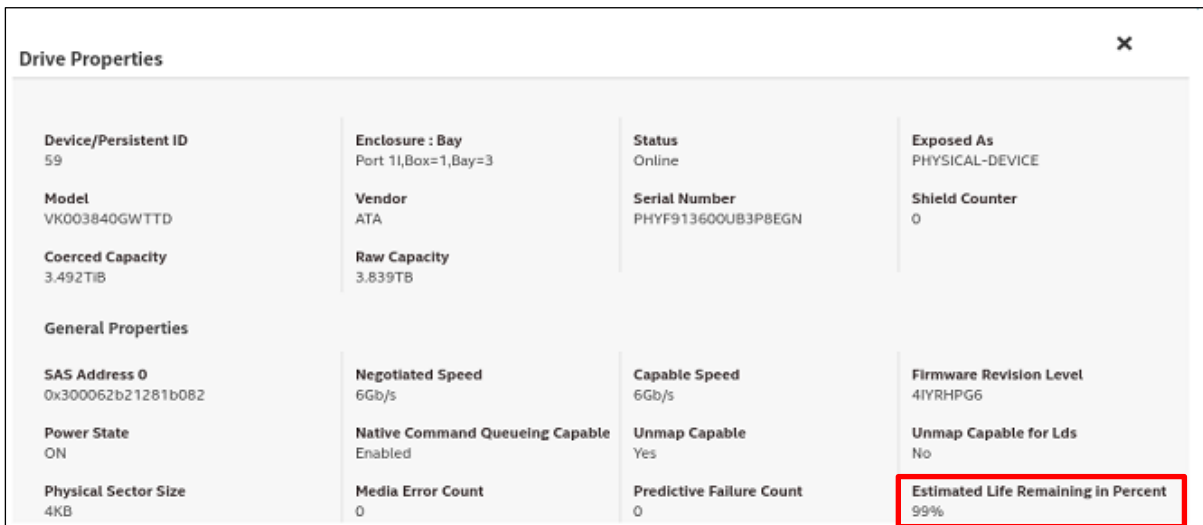 Drive Properties
×
Device/Persistent ID
59
Enclosure : Bay
Port 1I,Box=1,Bay=3
Status
Online
Exposed As
PHYSICAL-DEVICE
Model
VK003840GWTTD
Vendor
ATA
Serial Number
PHYF913600UB3P8EGN
Shield Counter
0
Coerced Capacity
3.492TiB
Raw Capacity
3.839TB
General Properties
SAS Address 0
0x300062b21281b082
Negotiated Speed
6Gb/s
Capable Speed
6Gb/s
Firmware Revision Level
4IYRHPG6
Power State
ON
Native Command Queueing Capable
Enabled
Unmap Capable
Yes
Unmap Capable for Lds
No
Physical Sector Size
4KB
Media Error Count
0
Predictive Failure Count
0
Estimated Life Remaining in Percent
99%